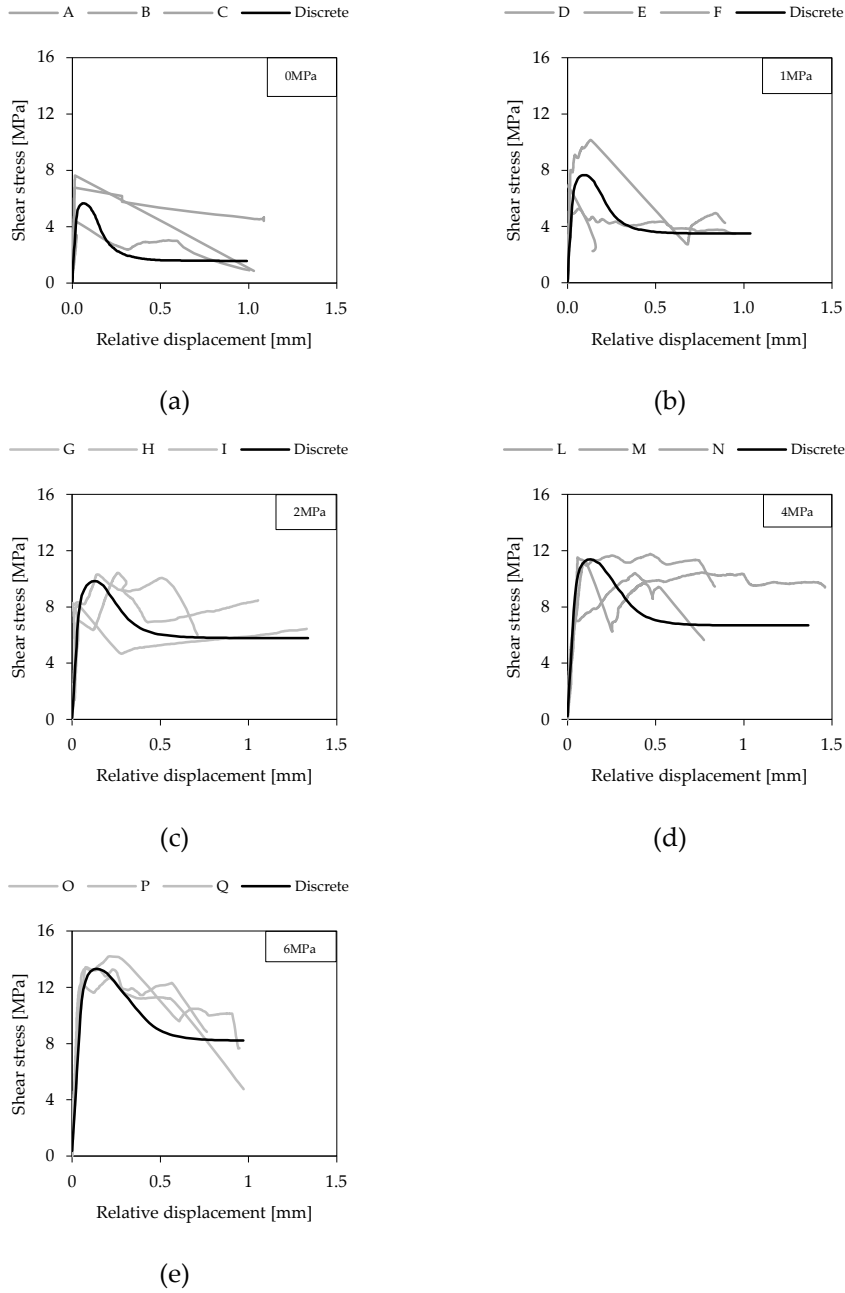 A B C Discrete
0MPa
16
12
8
4
0
Shear stress [MPa]
0.0 0.5 1.0 1.5
Relative displacement [mm]
(a)
D E F Discrete
1MPa
16
12
8
4
0
Shear stress [MPa]
0.0 0.5 1.0 1.5
Relative displacement [mm]
(b)
G H I Discrete
2MPa
16
12
8
4
0
Shear stress [MPa]
0 0.5 1 1.5
Relative displacement [mm]
(c)
L M N Discrete
4MPa
16
12
8
4
0
Shear stress [MPa]
0 0.5 1 1.5
Relative displacement [mm]
(d)
O P Q Discrete
6MPa
16
12
8
4
0
Shear stress [MPa]
0 0.5 1 1.5
Relative displacement [mm]
(e)